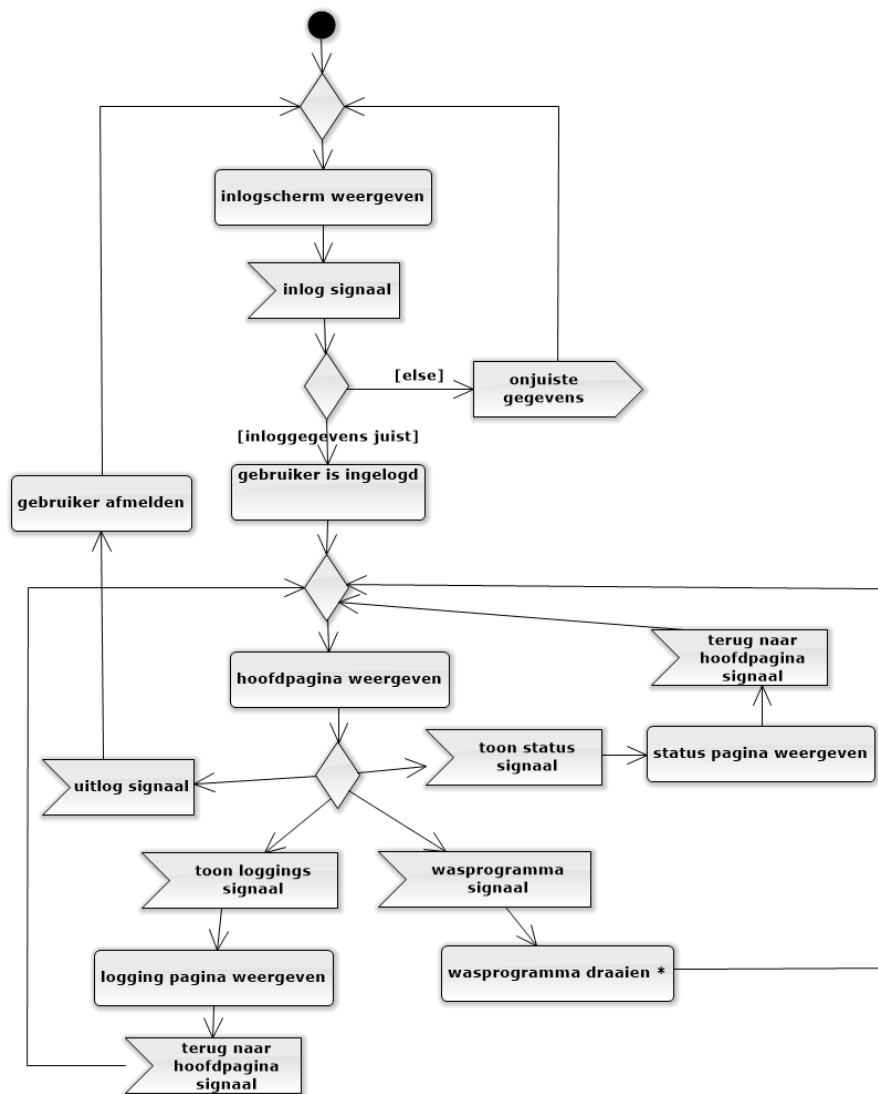 inlogscherm weergeven
inlog signaal
[else]
onjuiste
gegevens
[inloggegevens juist]
gebruiker is ingelogd
gebruiker afmelden
terug naar
hoofdpagina
signaal
hoofdpagina weergeven
toon status
signaal
status pagina weergeven
uitlog signaal
toon loggings
signaal
wasprogramma
signaal
logging pagina weergeven
wasprogramma draaien *
terug naar
hoofdpagina
signaal